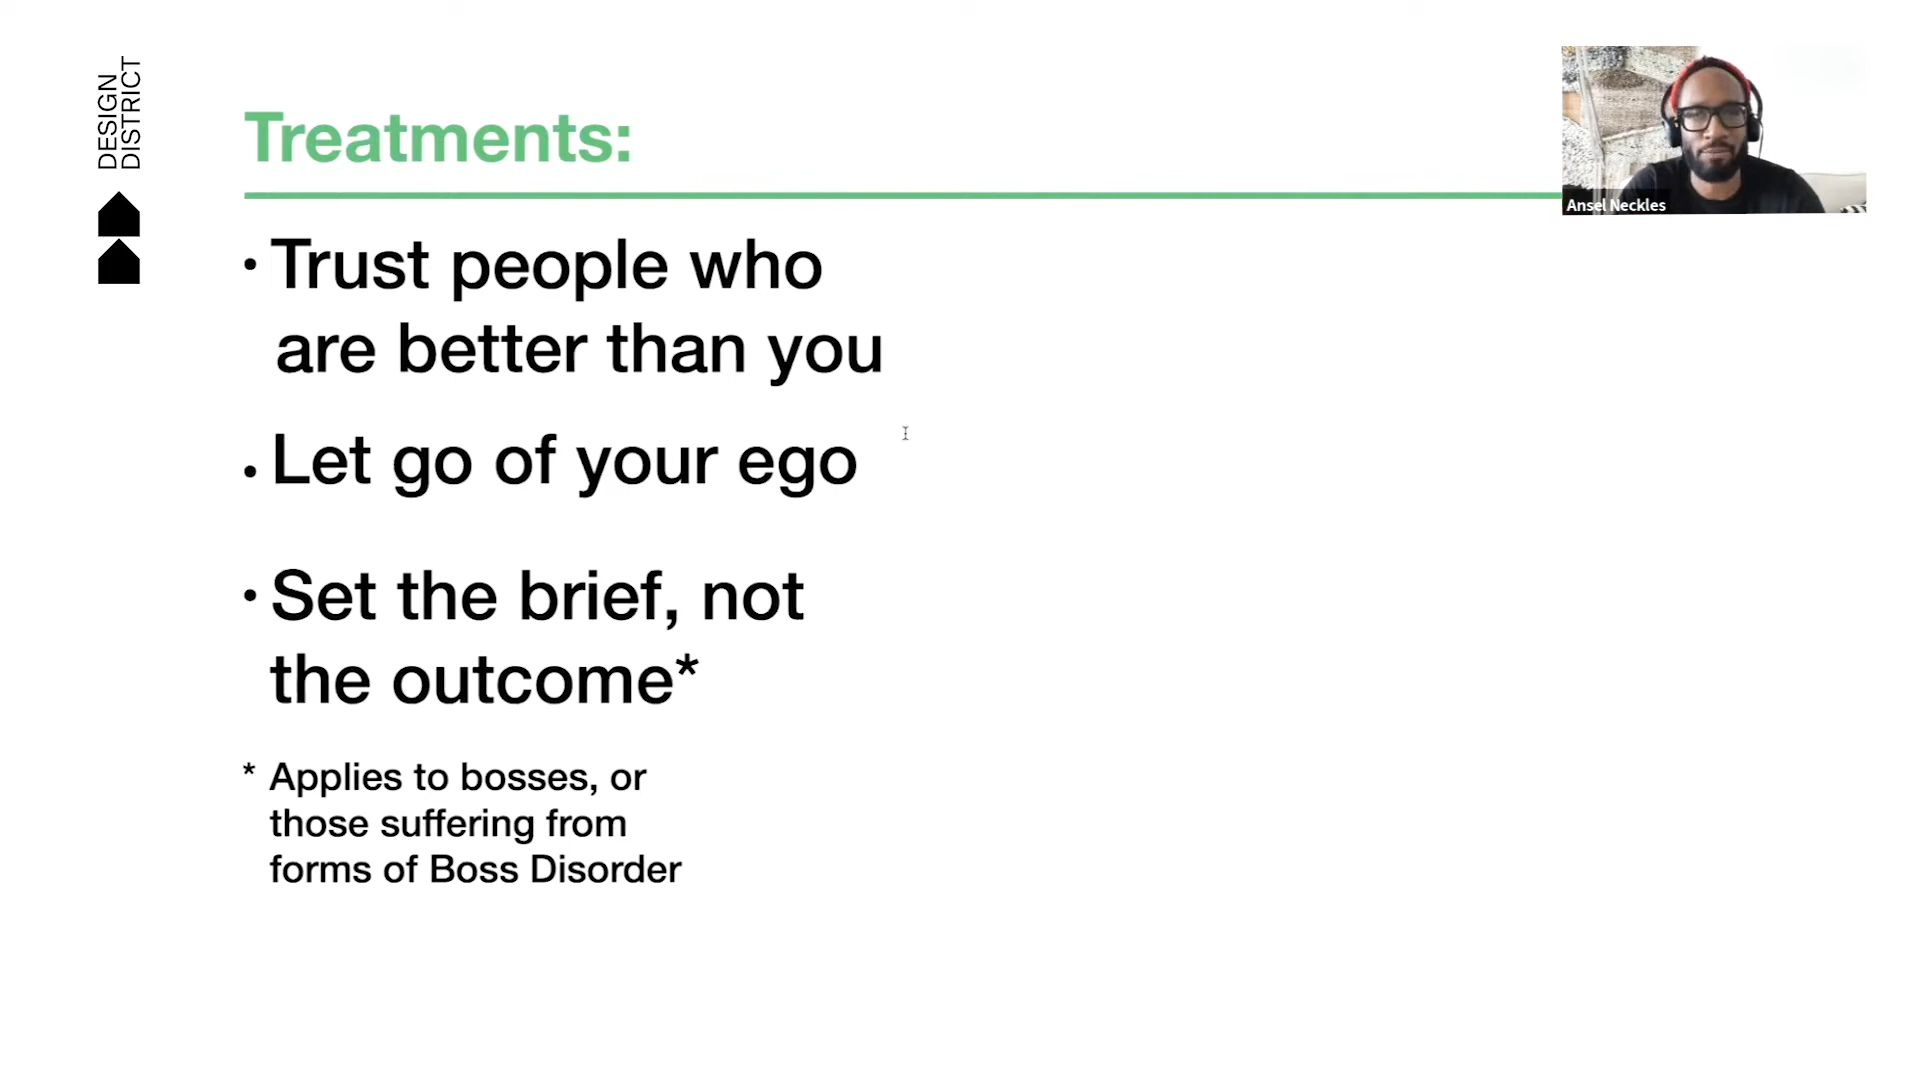 DESIGN
DISTRICT
Treatments:
• Trust people who
are better than you
• Let go of your ego
• Set the brief, not
the outcome*
* Applies to bosses, or
those suffering from
forms of Boss Disorder
Ansel Neckles